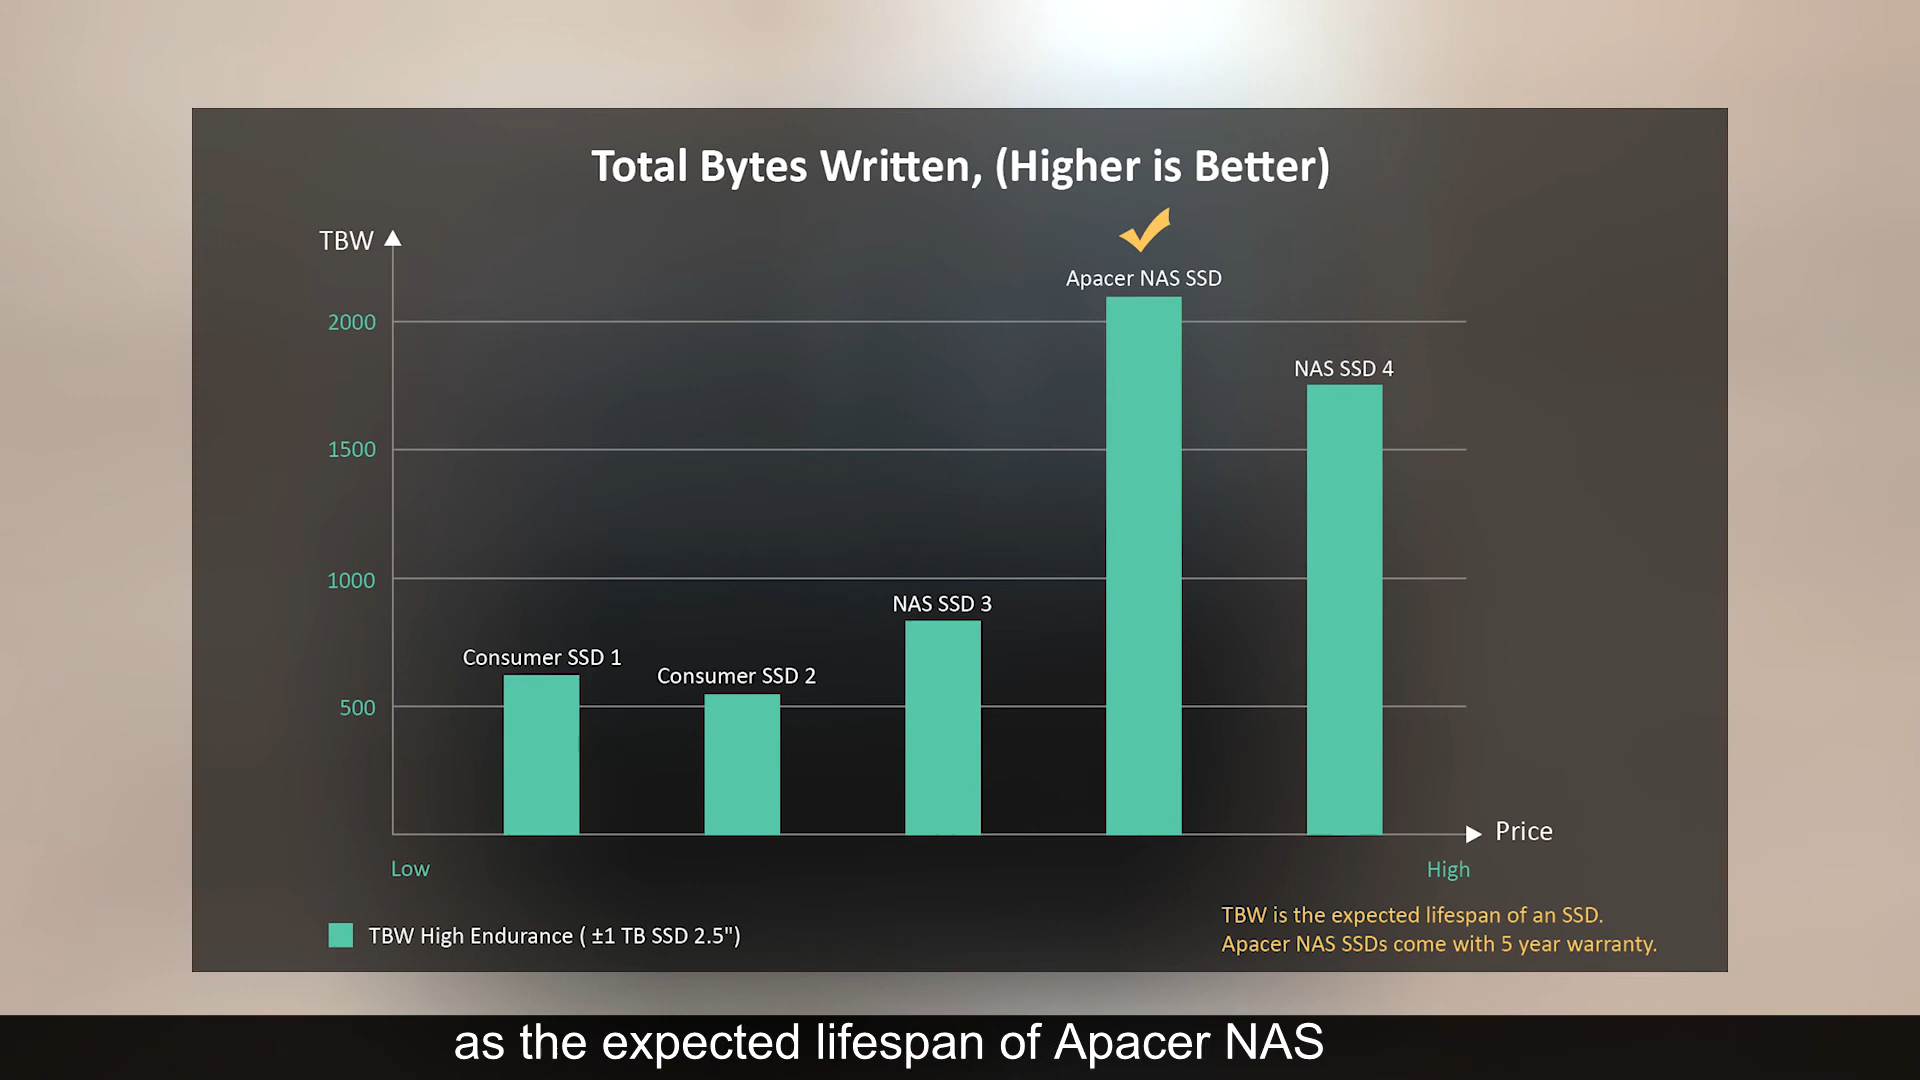 Total Bytes Written, (Higher is Better)
TBW
Apacer NAS SSD
2000
NAS SSD 4
1500
1000
NAS SSD 3
Consumer SSD 1
Consumer SSD 2
500
Price
Low
High
TBW High Endurance ( ±1 TB SSD 2.5")
TBW is the expected lifespan of an SSD.
Apacer NAS SSDs come with 5 year warranty.
as the expected lifespan of Apacer NAS